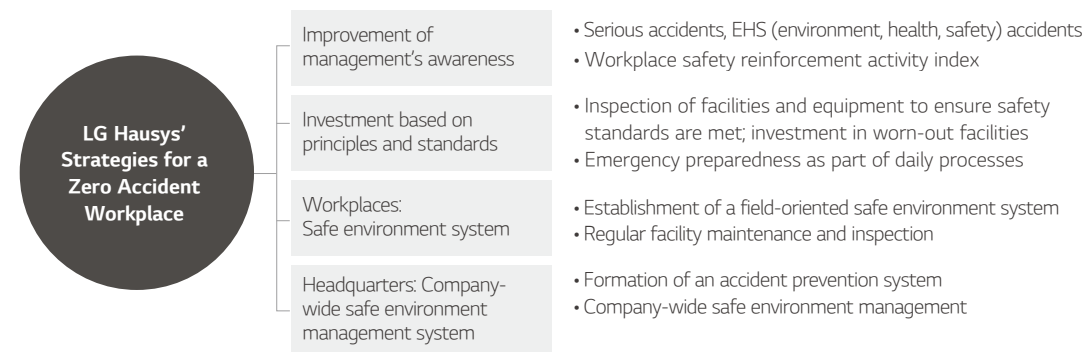 LG Hausys'
Strategies for a
Zero Accident
Workplace
Improvement of
management's awareness
• Serious accidents, EHS (environment, health, safety) accidents
• Workplace safety reinforcement activity index
Investment based on
principles and standards
• Inspection of facilities and equipment to ensure safety
standards are met; investment in worn-out facilities
• Emergency preparedness as part of daily processes
Workplaces:
Safe environment system
• Establishment of a field-oriented safe environment system
• Regular facility maintenance and inspection
Headquarters: Company-
wide safe environment
management system
• Formation of an accident prevention system
• Company-wide safe environment management